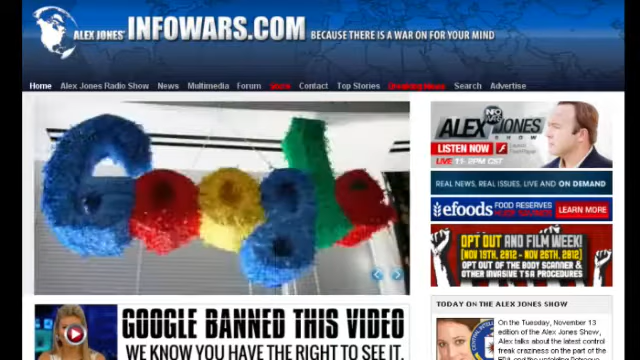 ALEX JONES' INFOWARS.COM BECAUSE THERE IS A WAR ON FOR YOUR MIND
Home Alex Jones Radio Show News Multimedia Forum Contact Top Stories Search Advertise
Google
ALEX JONES
SHOW
LISTEN NOW
LIVE 11-2PM CST
REAL NEWS, REAL ISSUES, LIVE AND ON DEMAND
efoods FOOD RESERVES LEARN MORE
HUGE SAVINGS
OPT OUT AND FILM WEEK!
[NOV 19TH, 2012 - NOV 26TH, 2012]
OPT OUT OF THE BODY SCANNER &
OTHER INVASIVE TSA PROCEDURES
TODAY ON THE ALEX JONES SHOW
On the Tuesday, November 13
edition of the Alex Jones Show,
Alex talks about the latest control
freak craziness on the part of the
GOOGLE BANNED THIS VIDEO
WE KNOW YOU HAVE THE RIGHT TO SEE IT.